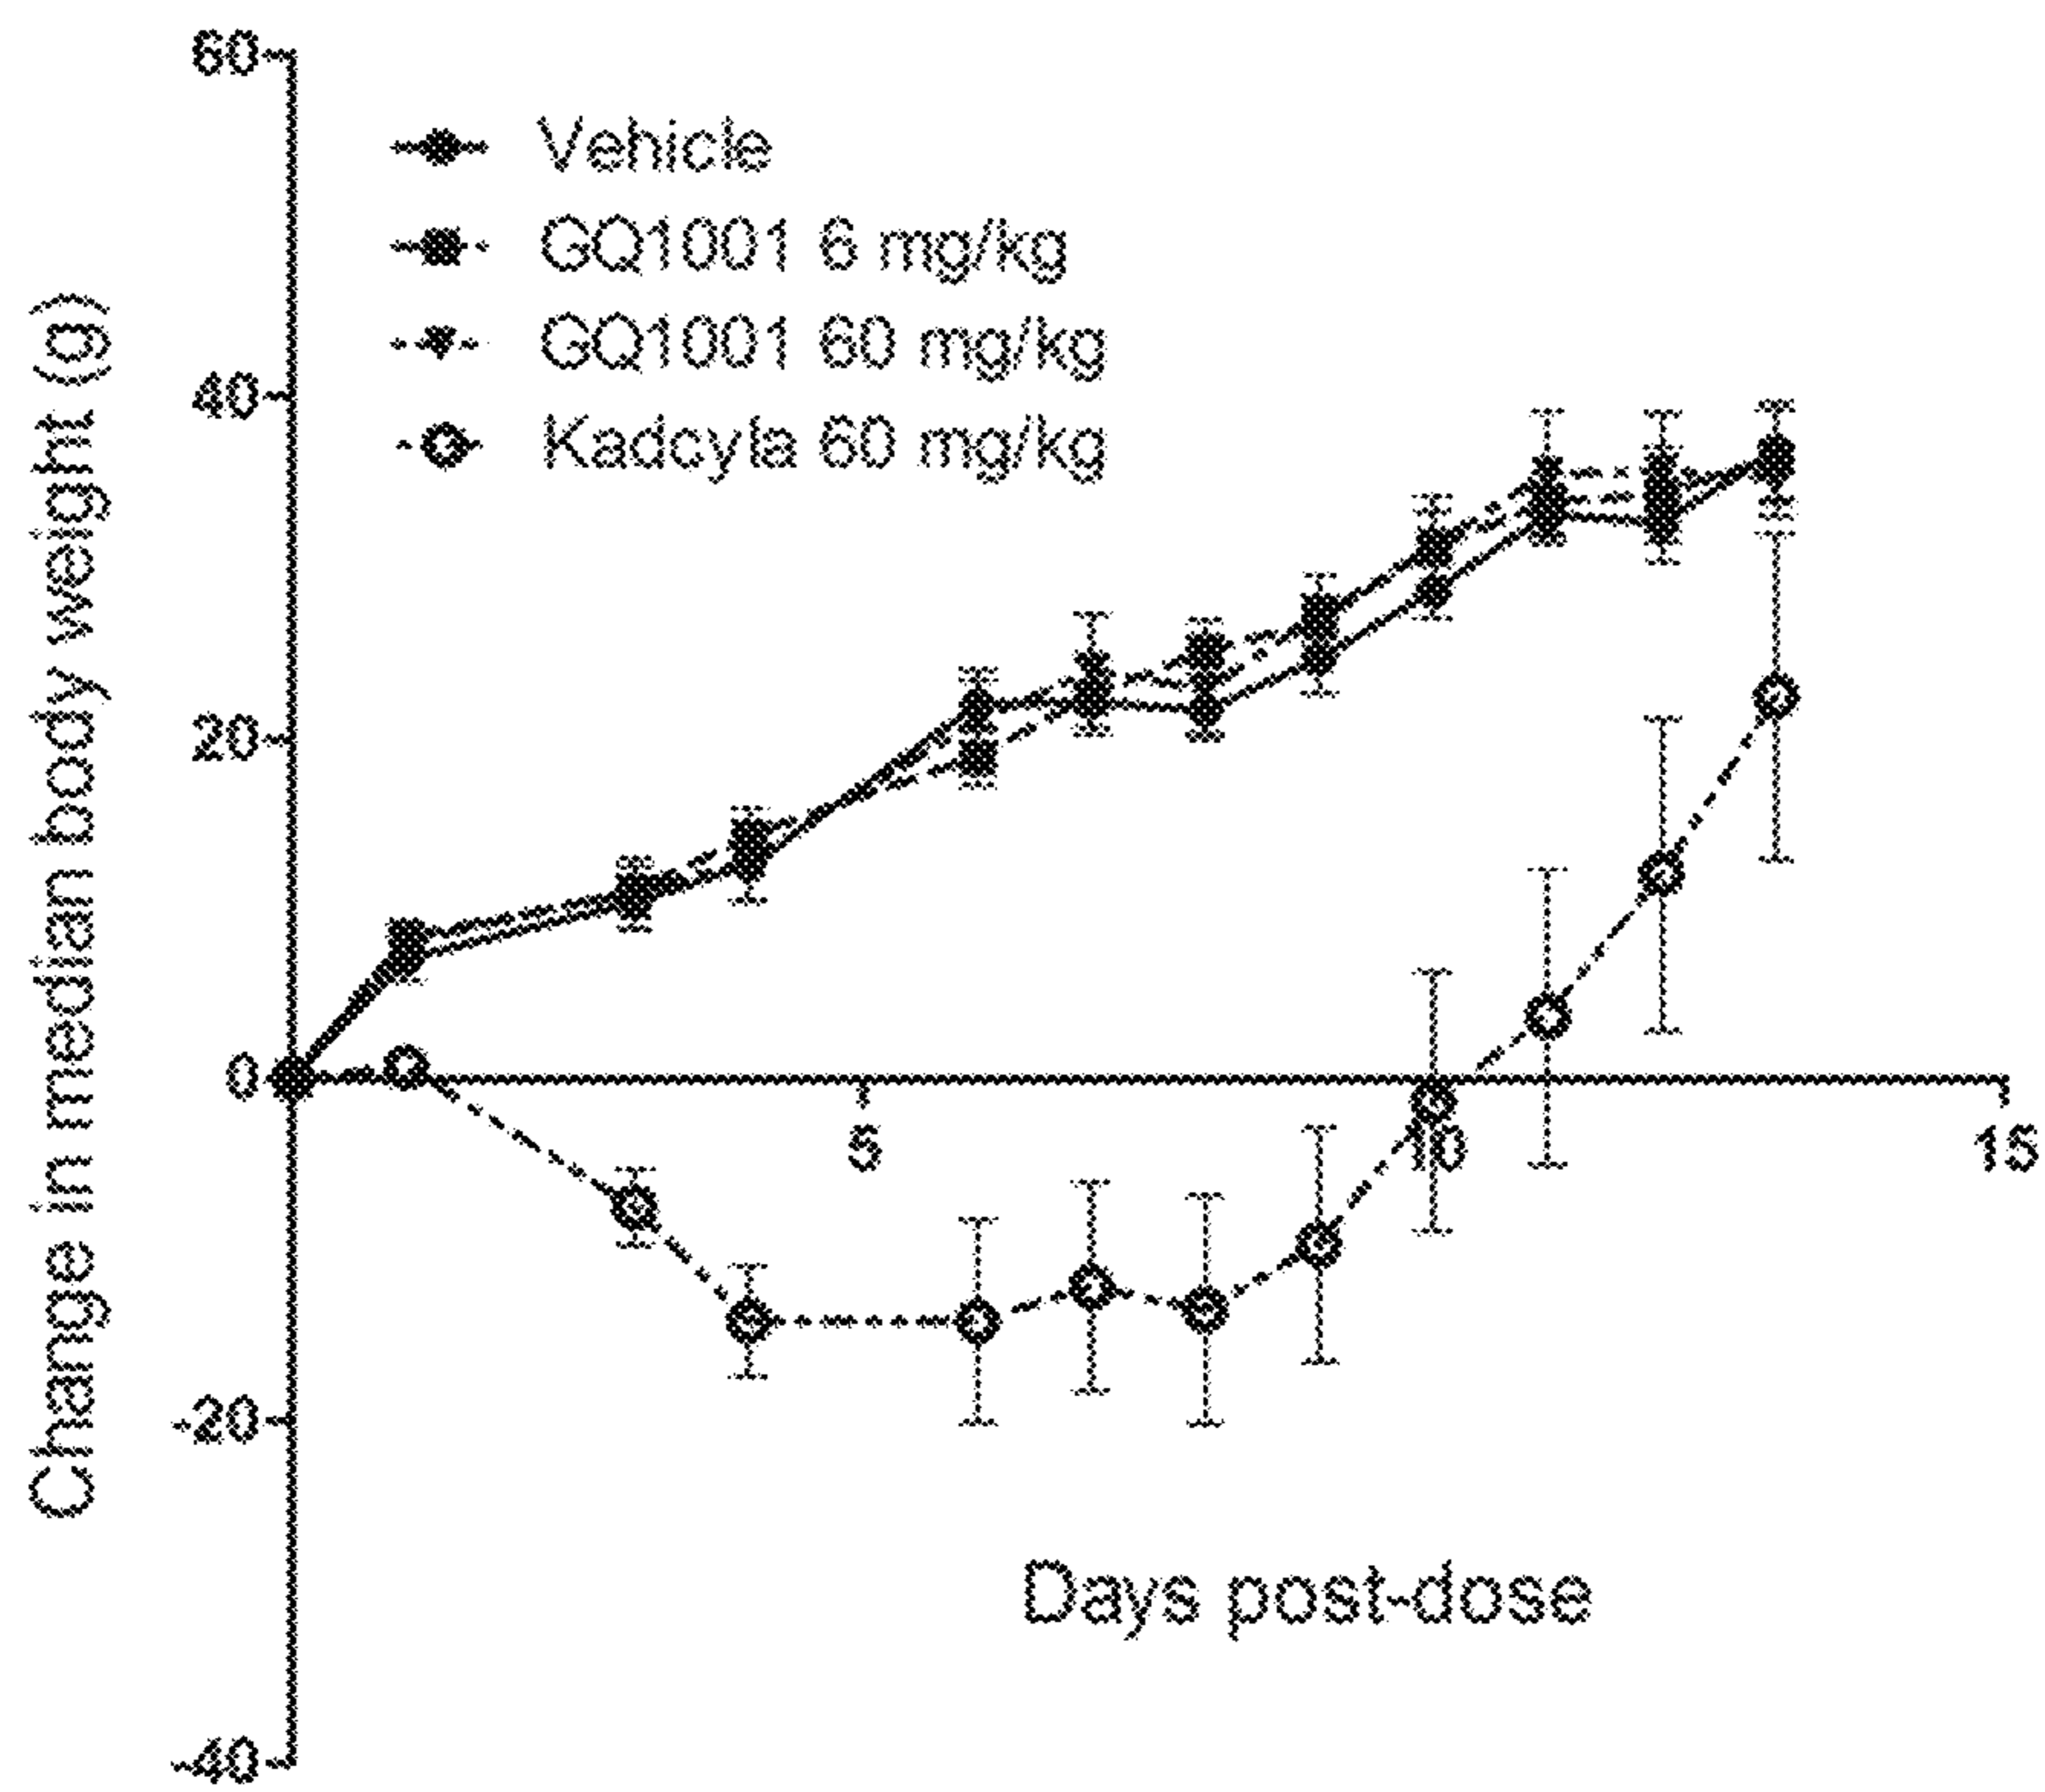 Change in median body weight (g)
60
40
20
0
-20
-40
Vehicle
GQ1001 6 mg/kg
GQ1001 60 mg/kg
Kadcyla 60 mg/kg
5
10
15
Days post-dose